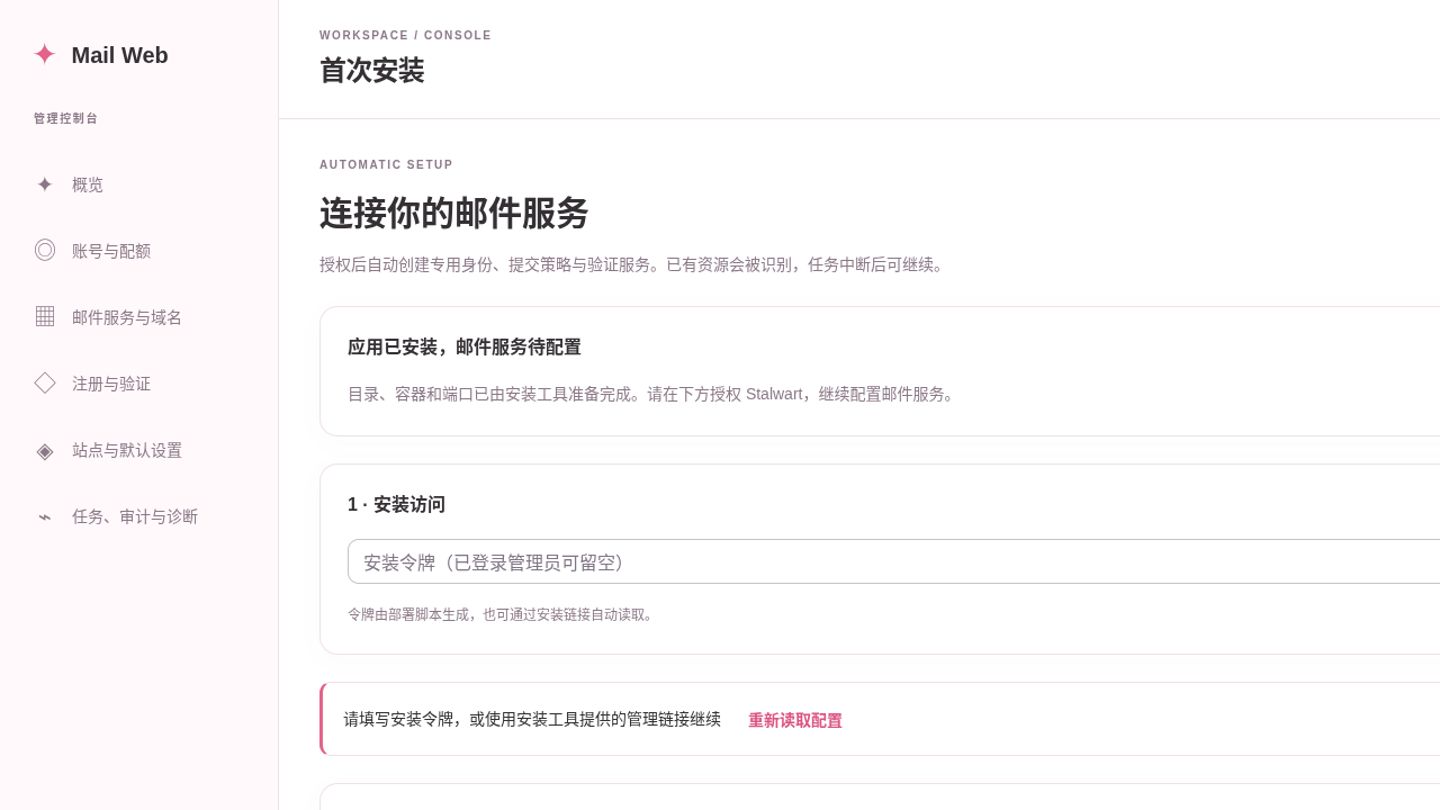 Mail Web
管理控制台
概览
账号与配额
邮件服务与域名
注册与验证
站点与默认设置
任务、审计与诊断
WORKSPACE / CONSOLE
首次安装
AUTOMATIC SETUP
连接你的邮件服务
授权后自动创建专用身份、提交策略与验证服务。已有资源会被识别，任务中断后可继续。
应用已安装，邮件服务待配置
目录、容器和端口已由安装工具准备完成。请在下方授权 Stalwart，继续配置邮件服务。
1 · 安装访问
安装令牌（已登录管理员可留空）
令牌由部署脚本生成，也可通过安装链接自动读取。
请填写安装令牌，或使用安装工具提供的管理链接继续 重新读取配置